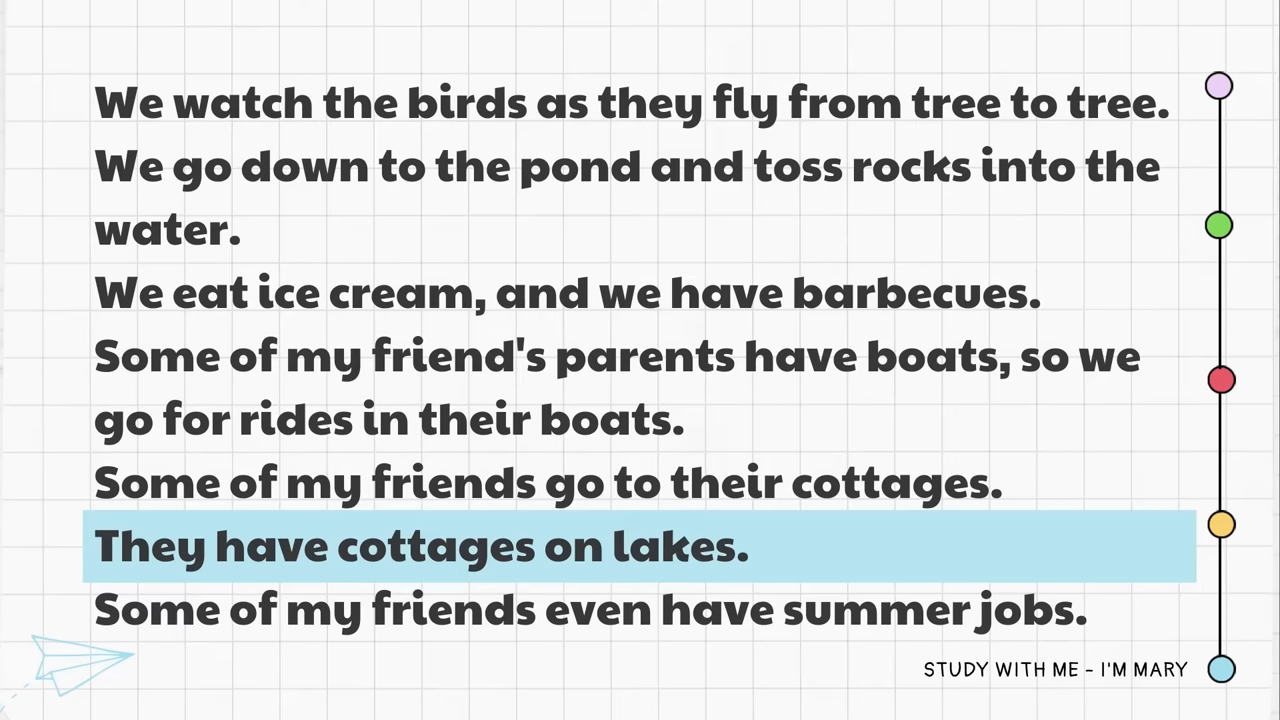 We watch the birds as they fly from tree to tree.
We go down to the pond and toss rocks into the
water.
We eat ice cream, and we have barbecues.
Some of my friend's parents have boats, so we
go for rides in their boats.
Some of my friends go to their cottages.
They have cottages on lakes.
Some of my friends even have summer jobs.
STUDY WITH ME - I'M MARY